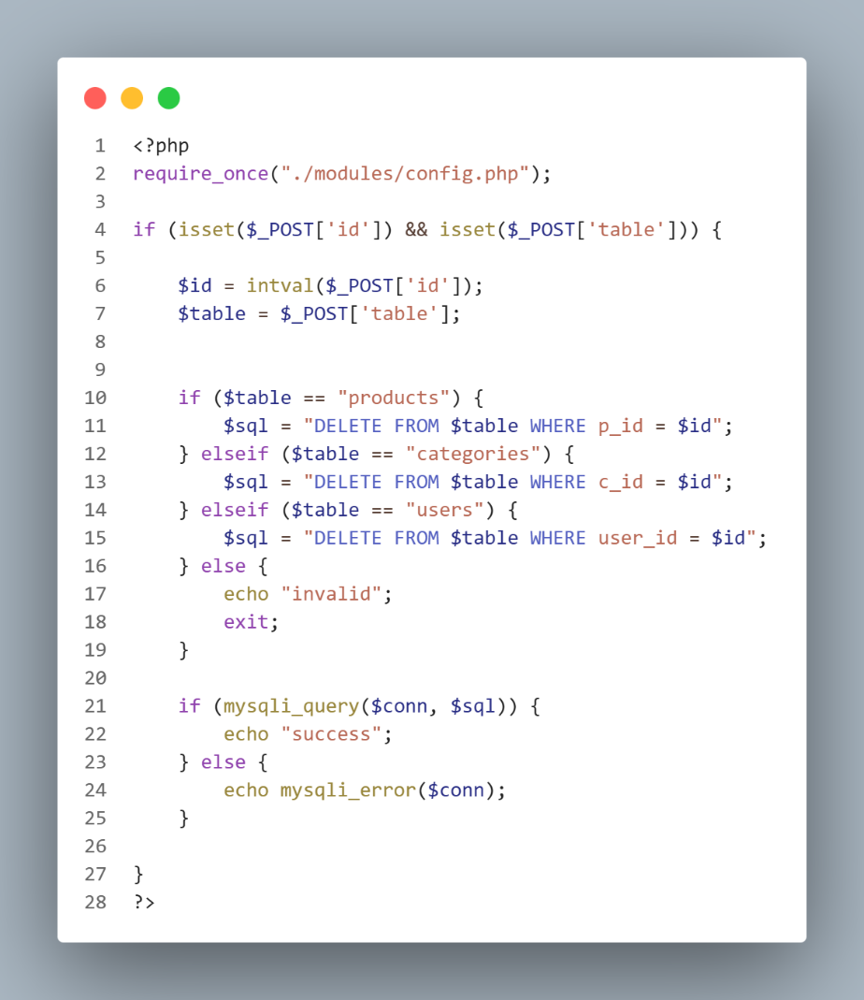 1 <?php
2 require_once("./modules/config.php");
3
4 if (isset($_POST['id']) && isset($_POST['table'])) {
5
6     $id = intval($_POST['id']);
7     $table = $_POST['table'];
8
9
10     if ($table == "products") {
11         $sql = "DELETE FROM $table WHERE p_id = $id";
12     } elseif ($table == "categories") {
13         $sql = "DELETE FROM $table WHERE c_id = $id";
14     } elseif ($table == "users") {
15         $sql = "DELETE FROM $table WHERE user_id = $id";
16     } else {
17         echo "invalid";
18         exit;
19     }
20
21     if (mysqli_query($conn, $sql)) {
22         echo "success";
23     } else {
24         echo mysqli_error($conn);
25     }
26
27 }
28 ?>